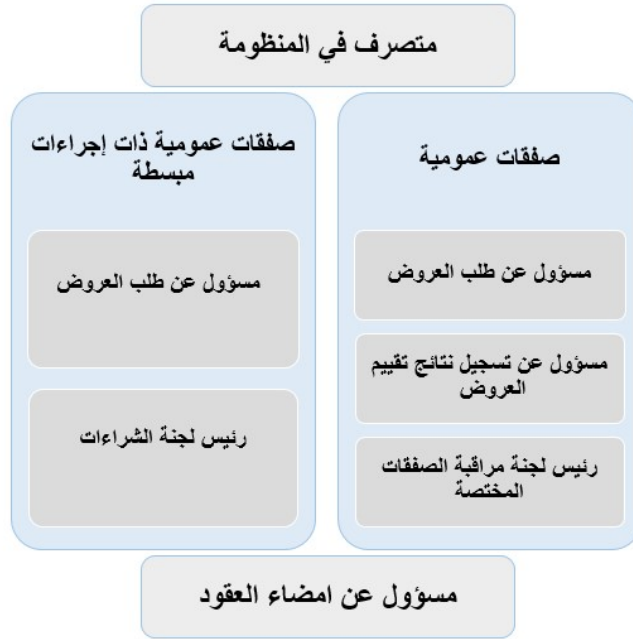 متصرف في المنظومة
صفقات عمومية
مسؤول عن طلب العروض
مسؤول عن تسجيل نتائج تقييم
العروض
رئيس لجنة مراقبة الصفقات
المختصة
صفقات عمومية ذات إجراءات
مبسطة
مسؤول عن طلب العروض
رئيس لجنة الشراءات
مسؤول عن امضاء العقود